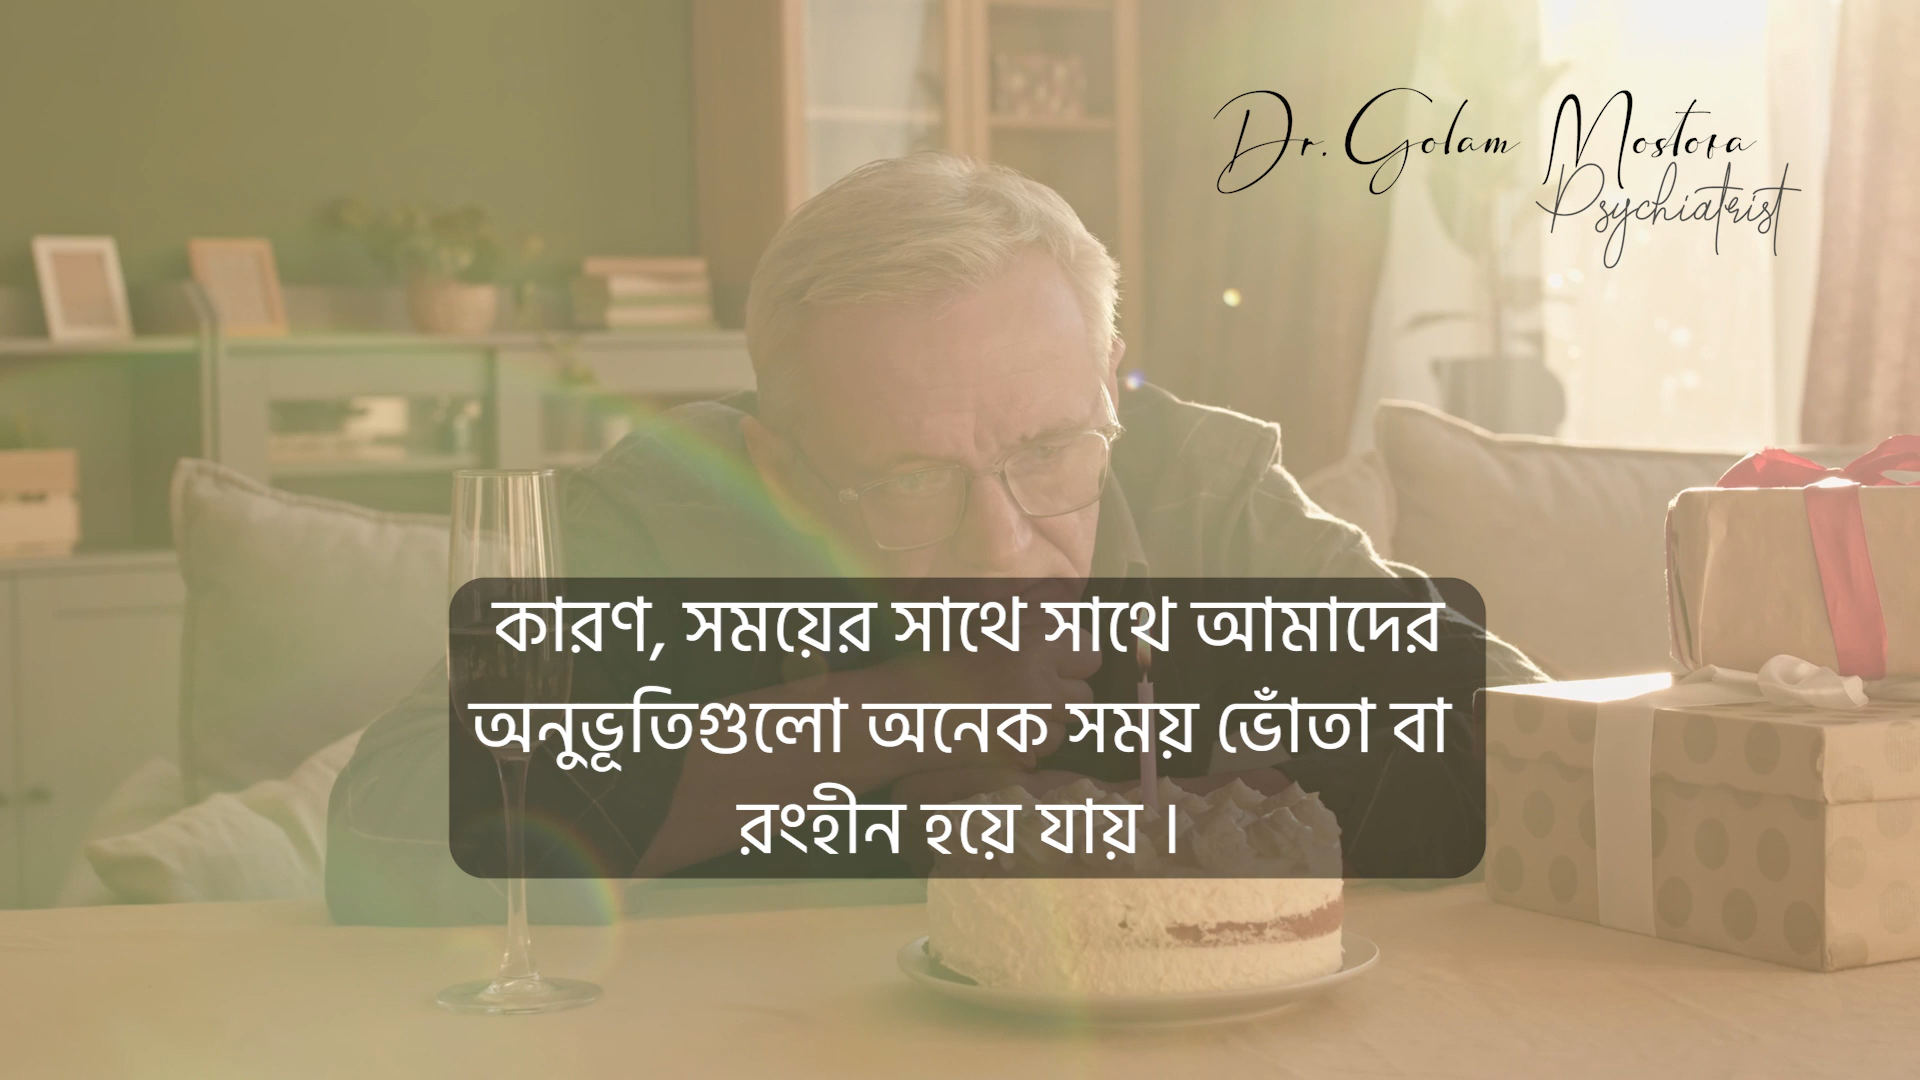 Dr. Golam Mostofa
Psychiatrist
কারণ, সময়ের সাথে সাথে আমাদের
অনুভূতিগুলো অনেক সময় ভোঁতা বা
রংহীন হয়ে যায়।